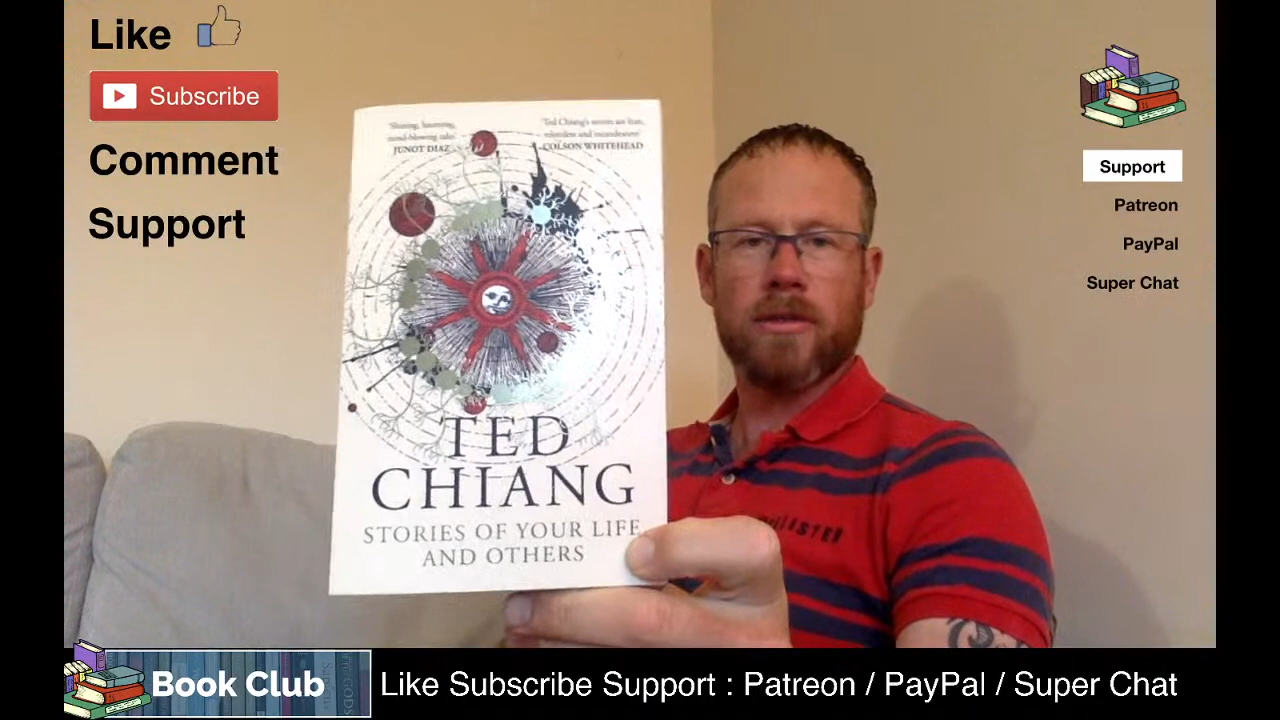 Like
Subscribe
Comment
Support
'Shining, haunting,
mind-blowing tales'
JUNOT DIAZ
'Ted Chiang's stories are lean,
relentless and incandescent'
COLSON WHITEHEAD
TED
CHIANG
STORIES OF YOUR LIFE
AND OTHERS
Support
Patreon
PayPal
Super Chat
Book Club
Like Subscribe Support : Patreon / PayPal / Super Chat